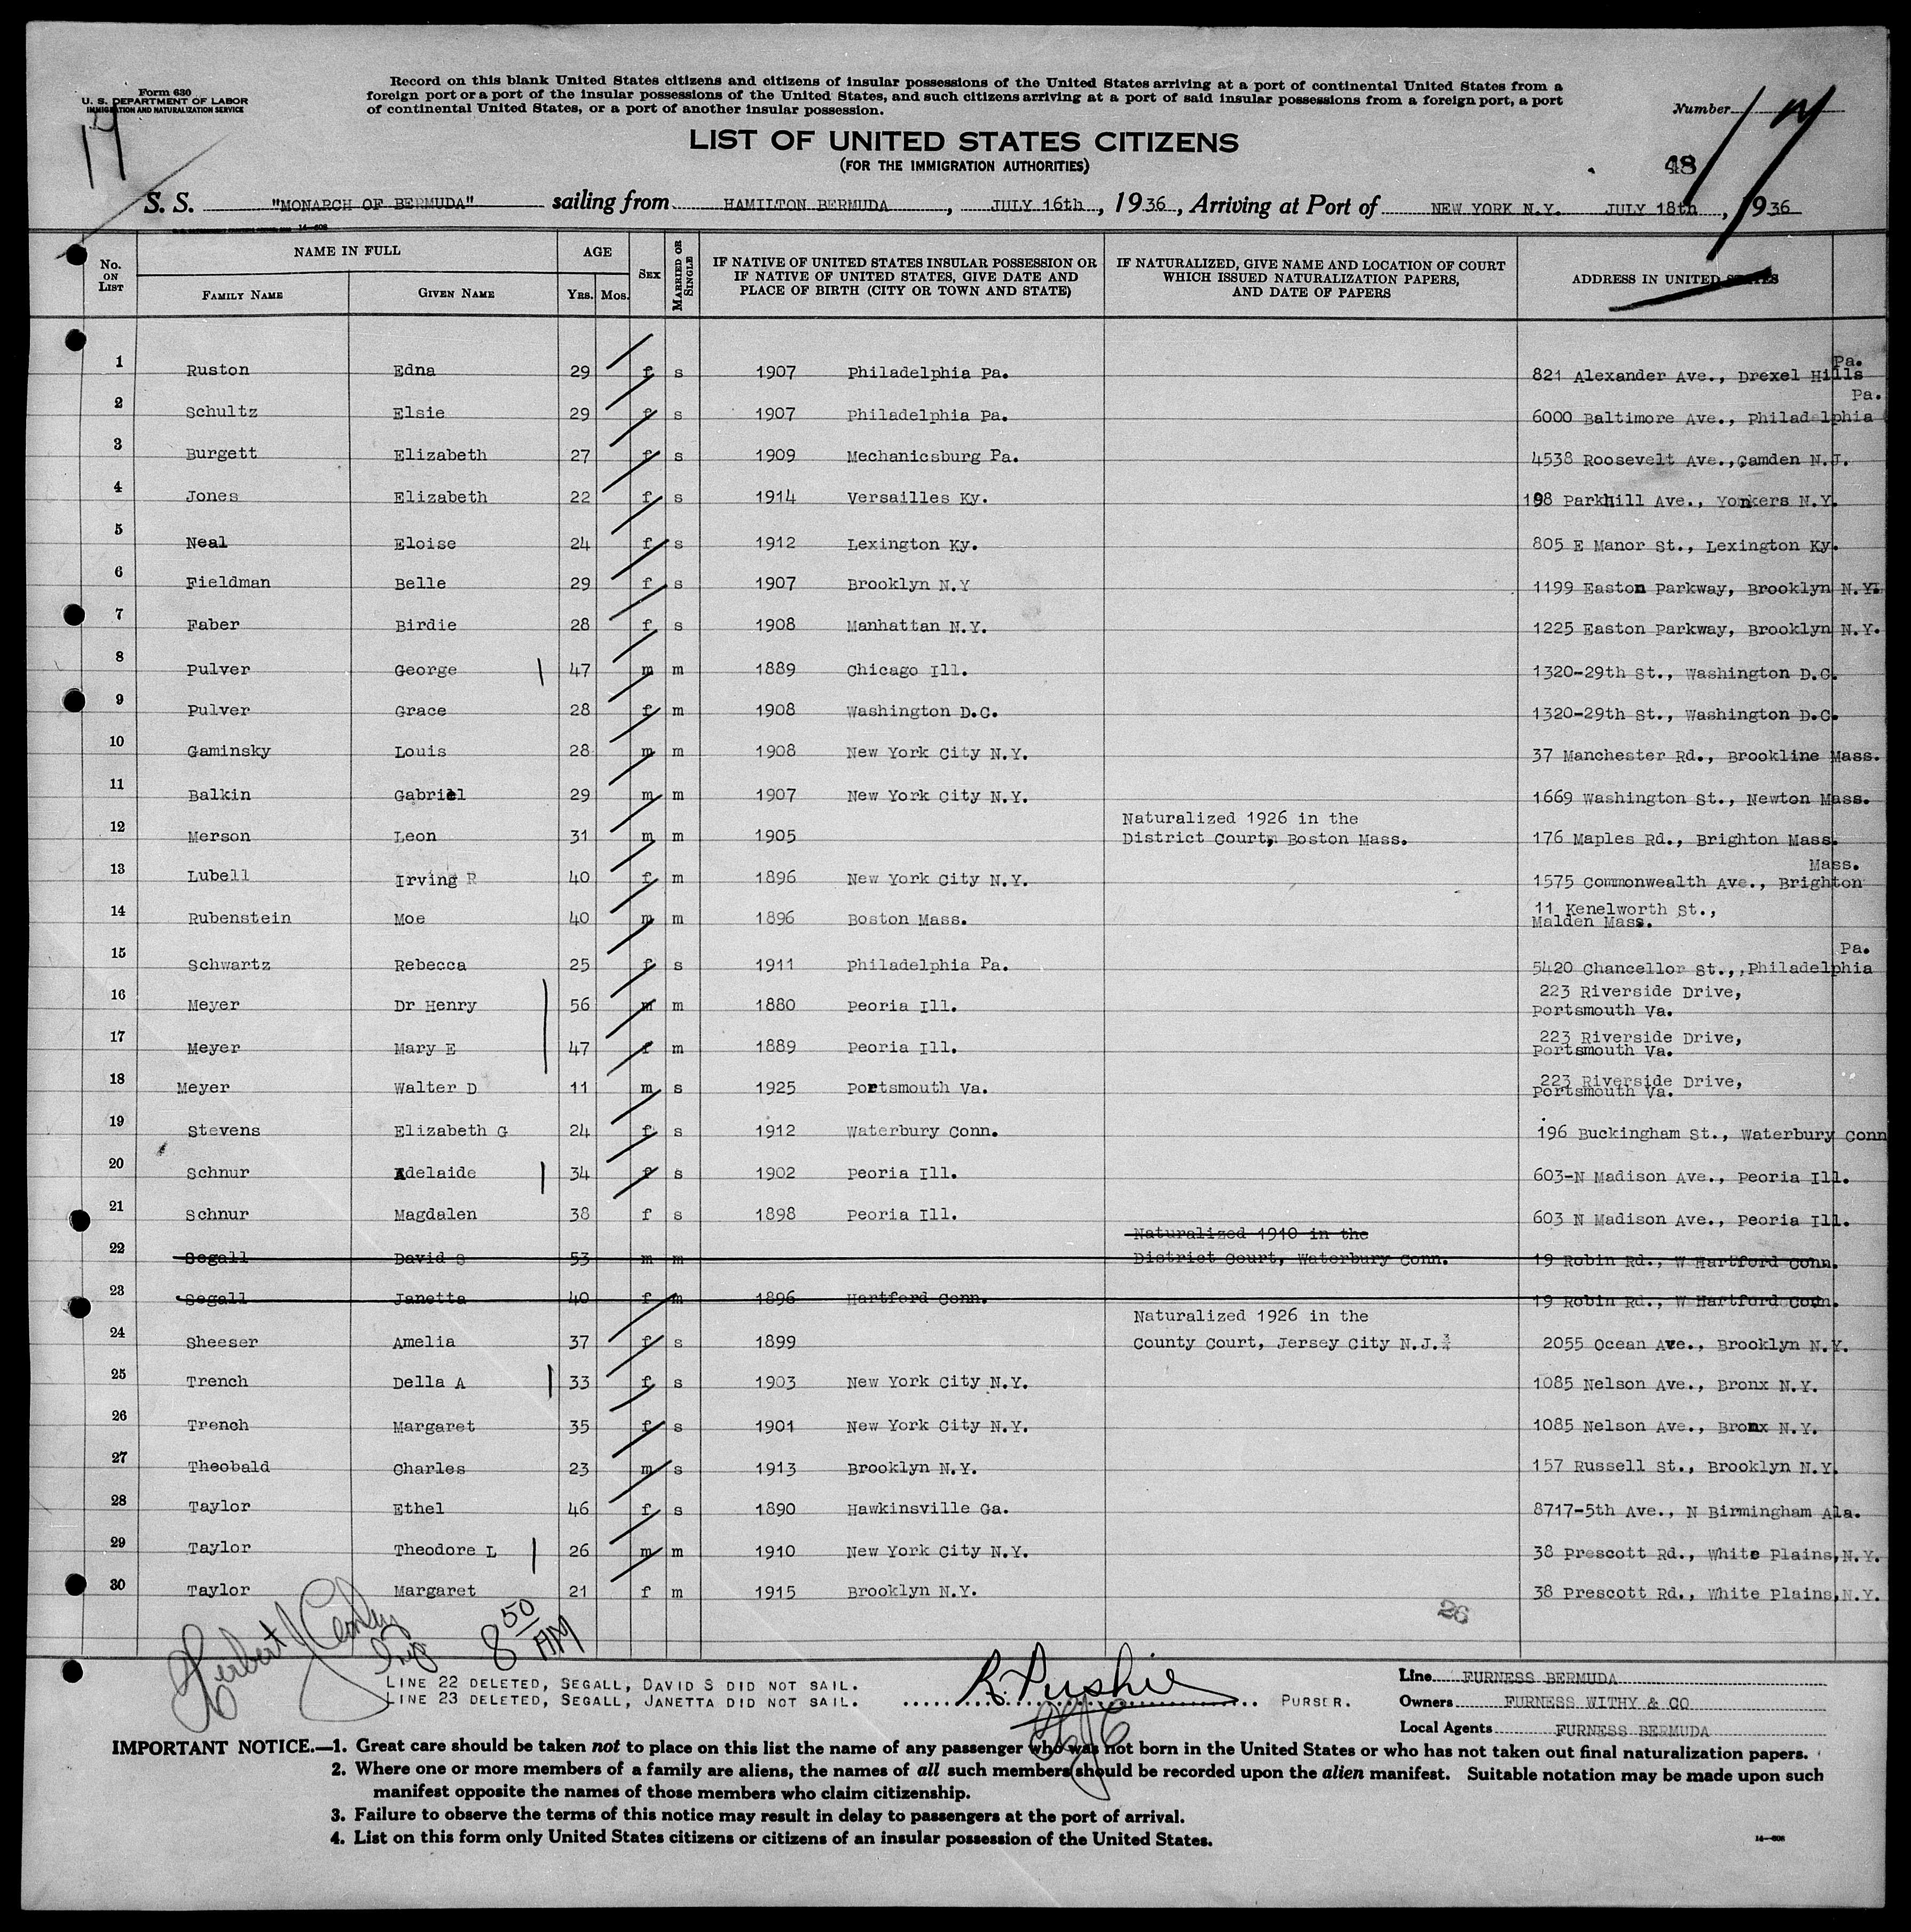 Form 630
U. S. DEPARTMENT OF LABOR
IMMIGRATION AND NATURALIZATION SERVICE
Record on this blank United States citizens and citizens of insular possessions of the United States arriving at a port of continental United States from a
foreign port or a port of the insular possessions of the United States, and such citizens arriving at a port of said insular possessions from a foreign port, a port
of continental United States, or a port of another insular possession.
Number
17
17
LIST OF UNITED STATES CITIZENS
(FOR THE IMMIGRATION AUTHORITIES)
48
S. S. "MONARCH OF BERMUDA" sailing from HAMILTON BERMUDA, JULY 16th, 1936, Arriving at Port of NEW YORK N.Y. JULY 18th, 1936
14-608
No. ON LIST
NAME IN FULL
FAMILY NAME GIVEN NAME
AGE
YRS. MOS.
SEX
MARRIED OR SINGLE
IF NATIVE OF UNITED STATES INSULAR POSSESSION OR
IF NATIVE OF UNITED STATES, GIVE DATE AND
PLACE OF BIRTH (CITY OR TOWN AND STATE)
IF NATURALIZED, GIVE NAME AND LOCATION OF COURT
WHICH ISSUED NATURALIZATION PAPERS,
AND DATE OF PAPERS
ADDRESS IN UNITED STATES
1 Ruston Edna 29 f s 1907 Philadelphia Pa. 821 Alexander Ave., Drexel Hills Pa.
2 Schultz Elsie 29 f s 1907 Philadelphia Pa. 6000 Baltimore Ave., Philadelphia Pa.
3 Burgett Elizabeth 27 f s 1909 Mechanicsburg Pa. 4538 Roosevelt Ave., Camden N.J.
4 Jones Elizabeth 22 f s 1914 Versailles Ky. 198 Parkhill Ave., Yonkers N.Y.
5 Neal Eloise 24 f s 1912 Lexington Ky. 805 E Manor St., Lexington Ky.
6 Fieldman Belle 29 f s 1907 Brooklyn N.Y 1199 Easton Parkway, Brooklyn N.Y.
7 Faber Birdie 28 f s 1908 Manhattan N.Y. 1225 Easton Parkway, Brooklyn N.Y.
8 Pulver George 47 m m 1889 Chicago Ill. 1320-29th St., Washington D.C.
9 Pulver Grace 28 f m 1908 Washington D.C. 1320-29th St., Washington D.C.
10 Gaminsky Louis 28 m m 1908 New York City N.Y. 37 Manchester Rd., Brookline Mass.
11 Balkin Gabriel 29 m m 1907 New York City N.Y. 1669 Washington St., Newton Mass.
12 Merson Leon 31 m m 1905 Naturalized 1926 in the
District Court, Boston Mass. 176 Maples Rd., Brighton Mass.
13 Lubell Irving R 40 f m 1896 New York City N.Y. 1575 Commonwealth Ave., Brighton Mass.
14 Rubenstein Moe 40 m m 1896 Boston Mass. 11 Kenelworth St.,
Malden Mass.
15 Schwartz Rebecca 25 f s 1911 Philadelphia Pa. 5420 Chancellor St., Philadelphia Pa.
16 Meyer Dr Henry 56 m m 1880 Peoria Ill. 223 Riverside Drive,
Portsmouth Va.
17 Meyer Mary E 47 f m 1889 Peoria Ill. 223 Riverside Drive,
Portsmouth Va.
18 Meyer Walter D 11 m s 1925 Portsmouth Va. 223 Riverside Drive,
Portsmouth Va.
19 Stevens Elizabeth G 24 f s 1912 Waterbury Conn. 196 Buckingham St., Waterbury Conn
20 Schnur Adelaide 34 f s 1902 Peoria Ill. 603-N Madison Ave., Peoria Ill.
21 Schnur Magdalen 38 f s 1898 Peoria Ill. 603 N Madison Ave., Peoria Ill.
22 Segall David S 53 m m Naturalized 1910 in the
District Court, Waterbury Conn. 19 Robin Rd., W Hartford Conn.
23 Segall Janetta 40 f m 1896 Hartford Conn. 19 Robin Rd., W Hartford Conn.
24 Sheeser Amelia 37 f s 1899 Naturalized 1926 in the
County Court, Jersey City N.J. 2055 Ocean Ave., Brooklyn N.Y.
25 Trench Della A 33 f s 1903 New York City N.Y. 1085 Nelson Ave., Bronx N.Y.
26 Trench Margaret 35 f s 1901 New York City N.Y. 1085 Nelson Ave., Bronx N.Y.
27 Theobald Charles 23 m s 1913 Brooklyn N.Y. 157 Russell St., Brooklyn N.Y.
28 Taylor Ethel 46 f s 1890 Hawkinsville Ga. 8717-5th Ave., N Birmingham Ala.
29 Taylor Theodore L 26 m m 1910 New York City N.Y. 38 Prescott Rd., White Plains, N.Y.
30 Taylor Margaret 21 f m 1915 Brooklyn N.Y. 38 Prescott Rd., White Plains, N.Y.
26
Herbert
8 50 AM
LINE 22 DELETED, SEGALL, DAVID S DID NOT SAIL.
LINE 23 DELETED, SEGALL, JANETTA DID NOT SAIL.
PURSER.
Line FURNESS BERMUDA
Owners FURNESS WITHY & CO
Local Agents FURNESS BERMUDA
IMPORTANT NOTICE.—1. Great care should be taken not to place on this list the name of any passenger who was not born in the United States or who has not taken out final naturalization papers.
2. Where one or more members of a family are aliens, the names of all such members should be recorded upon the alien manifest. Suitable notation may be made upon such
manifest opposite the names of those members who claim citizenship.
3. Failure to observe the terms of this notice may result in delay to passengers at the port of arrival.
4. List on this form only United States citizens or citizens of an insular possession of the United States.
14-608